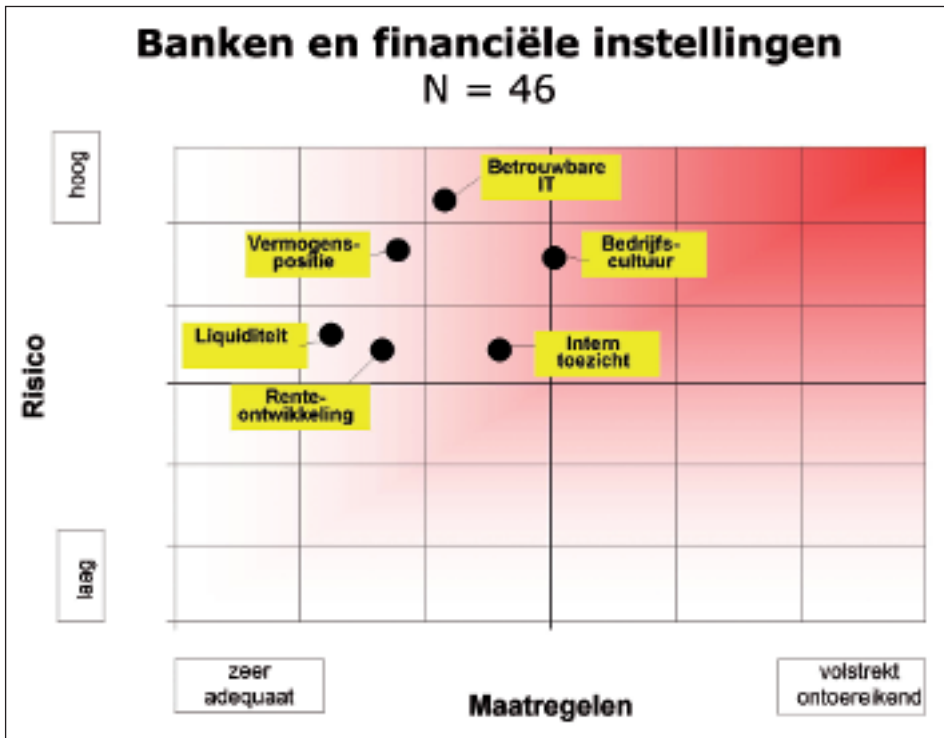 Banken en financiële instellingen
N = 46
hoog
Betrouwbare
IT
Vermogens-
positie
Bedrijfs-
cultuur
Liquiditeit
Intern
toezicht
Rente-
ontwikkeling
Risico
laag
zeer
adequaat
Maatregelen
volstrekt
ontoereikend